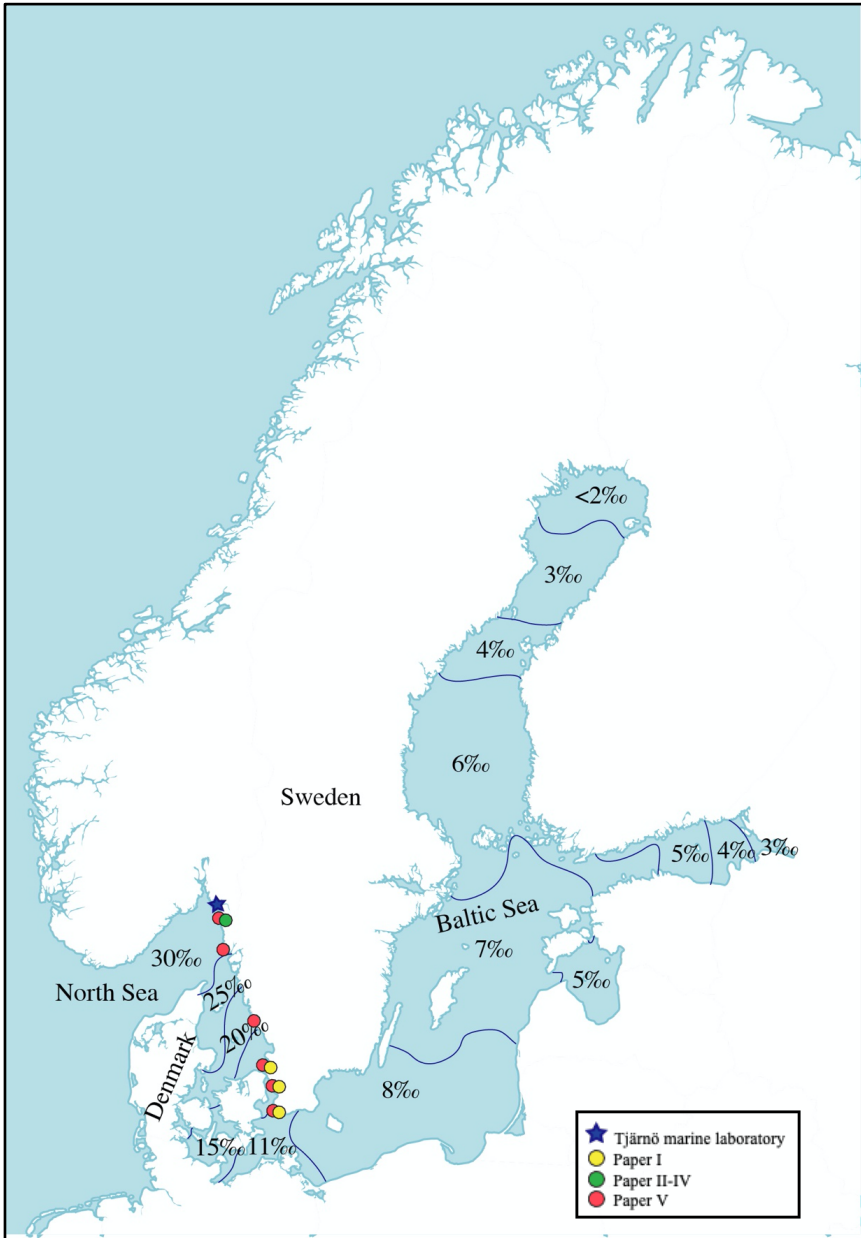 <2‰
3‰
4‰
6‰
Sweden
5‰
4‰
3‰
Baltic Sea
7‰
30‰
5‰
North Sea
25‰
20‰
Denmark
8‰
15‰
11‰
Tjärnö marine laboratory
Paper I
Paper II-IV
Paper V